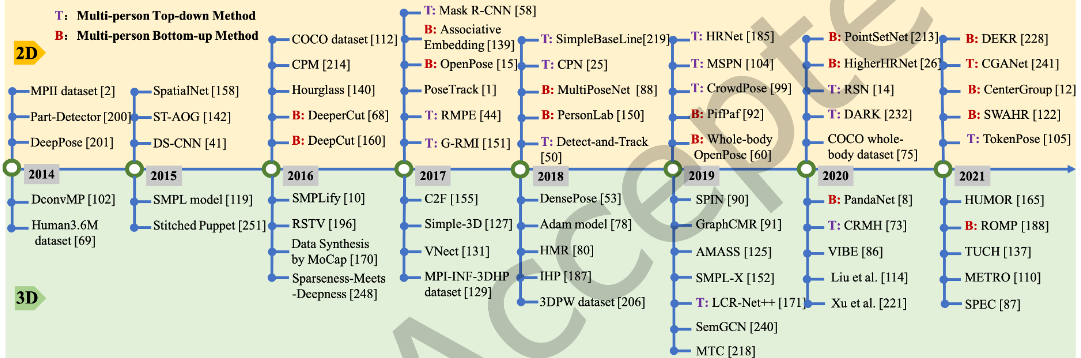 T: Multi-person Top-down Method
B: Multi-person Bottom-up Method
2D
MPII dataset [2]
Part-Detector [200]
DeepPose [201]
2014
DconvMP [102]
Human3.6M
dataset [69]
SpatialNet [158]
ST-AOG [142]
DS-CNN [41]
2015
SMPL model [119]
Stitched Puppet [251]
COCO dataset [112]
CPM [214]
Hourglass [140]
B: DeeperCut [68]
B: DeepCut [160]
2016
SMPLify [10]
RSTV [196]
Data Synthesis
by MoCap [170]
Sparseness-Meets
-Deepness [248]
T: Mask R-CNN [58]
B: Associative
Embedding [139]
B: OpenPose [15]
PoseTrack [1]
T: RMPE [44]
T: G-RMI [151]
2017
C2F [155]
Simple-3D [127]
VNect [131]
MPI-INF-3DHP
dataset [129]
T: SimpleBaseLine[219]
T: CPN [25]
B: MultiPoseNet [88]
B: PersonLab [150]
T: Detect-and-Track
[50]
2018
DensePose [53]
Adam model [78]
HMR [80]
IHP [187]
3DPW dataset [206]
T: HRNet [185]
T: MSPN [104]
T: CrowdPose [99]
B: PifPaf [92]
B: Whole-body
OpenPose [60]
2019
SPIN [90]
GraphCMR [91]
AMASS [125]
SMPL-X [152]
T: LCR-Net++ [171]
SemGCN [240]
MTC [218]
B: PointSetNet [213]
B: HigherHRNet [26]
T: RSN [14]
T: DARK [232]
COCO whole-
body dataset [75]
2020
B: PandaNet [8]
T: CRMH [73]
VIBE [86]
Liu et al. [114]
Xu et al. [221]
B: DEKR [228]
T: CGANet [241]
B: CenterGroup [12]
B: SWAHR [122]
T: TokenPose [105]
2021
HUMOR [165]
B: ROMP [188]
TUCH [137]
METRO [110]
SPEC [87]
3D
Accepte